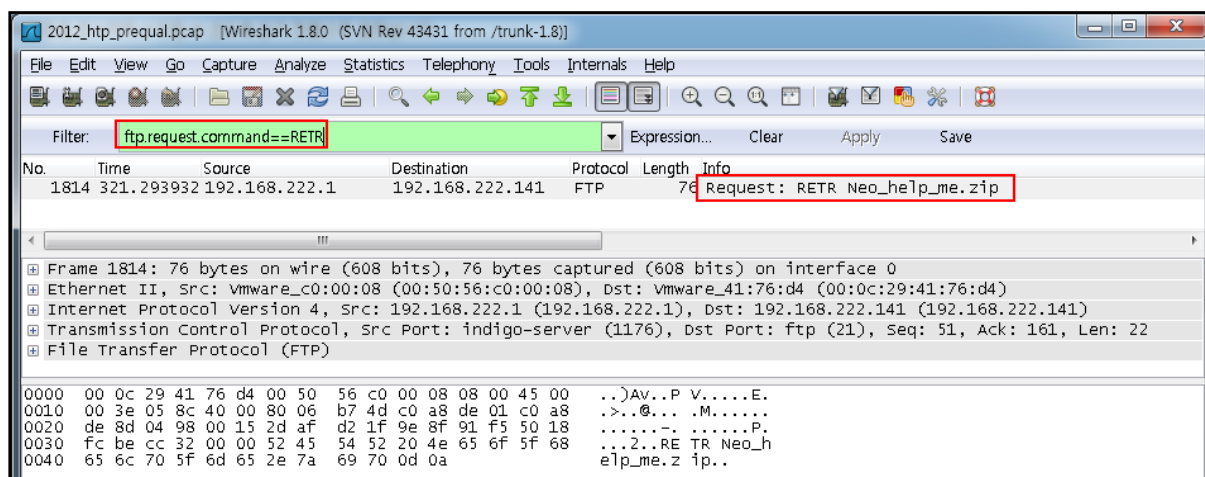 2012_htp_prequal.pcap [Wireshark 1.8.0 (SVN Rev 43431 from /trunk-1.8)]
File Edit View Go Capture Analyze Statistics Telephony Tools Internals Help
Filter: ftp.request.command==RETR Expression... Clear Apply Save
No. Time Source Destination Protocol Length Info
1814 321.293932 192.168.222.1 192.168.222.141 FTP 76 Request: RETR Neo_help_me.zip
Frame 1814: 76 bytes on wire (608 bits), 76 bytes captured (608 bits) on interface 0
Ethernet II, Src: Vmware_c0:00:08 (00:50:56:c0:00:08), Dst: Vmware_41:76:d4 (00:0c:29:41:76:d4)
Internet Protocol Version 4, Src: 192.168.222.1 (192.168.222.1), Dst: 192.168.222.141 (192.168.222.141)
Transmission Control Protocol, Src Port: indigo-server (1176), Dst Port: ftp (21), Seq: 51, Ack: 161, Len: 22
File Transfer Protocol (FTP)
0000 00 0c 29 41 76 d4 00 50 56 c0 00 08 08 00 45 00 ..)Av..P V.....E.
0010 00 3e 05 8c 40 00 80 06 b7 4d c0 a8 de 01 c0 a8 .>..@... .M......
0020 de 8d 04 98 00 15 2d af d2 1f 9e 8f 91 f5 50 18 ......-. ......P.
0030 fc be cc 32 00 00 52 45 54 52 20 4e 65 6f 5f 68 ...2..RE TR Neo_h
0040 65 6c 70 5f 6d 65 2e 7a 69 70 0d 0a elp_me.z ip..